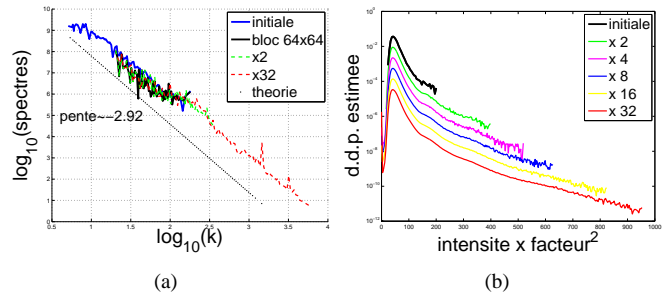 initiale
bloc 64x64
x2
x32
theorie
pente~-2.92
log10(spectres)
10
9
8
7
6
5
4
3
2
1
0
0.5
1
1.5
2
2.5
3
3.5
4
log10(k)
(a)
initiale
x 2
x 4
x 8
x 16
x 32
d.d.p. estimee
10^0
10^-2
10^-4
10^-6
10^-8
10^-10
10^-12
0
100
200
300
400
500
600
700
800
900
1000
intensite x facteur^2
(b)